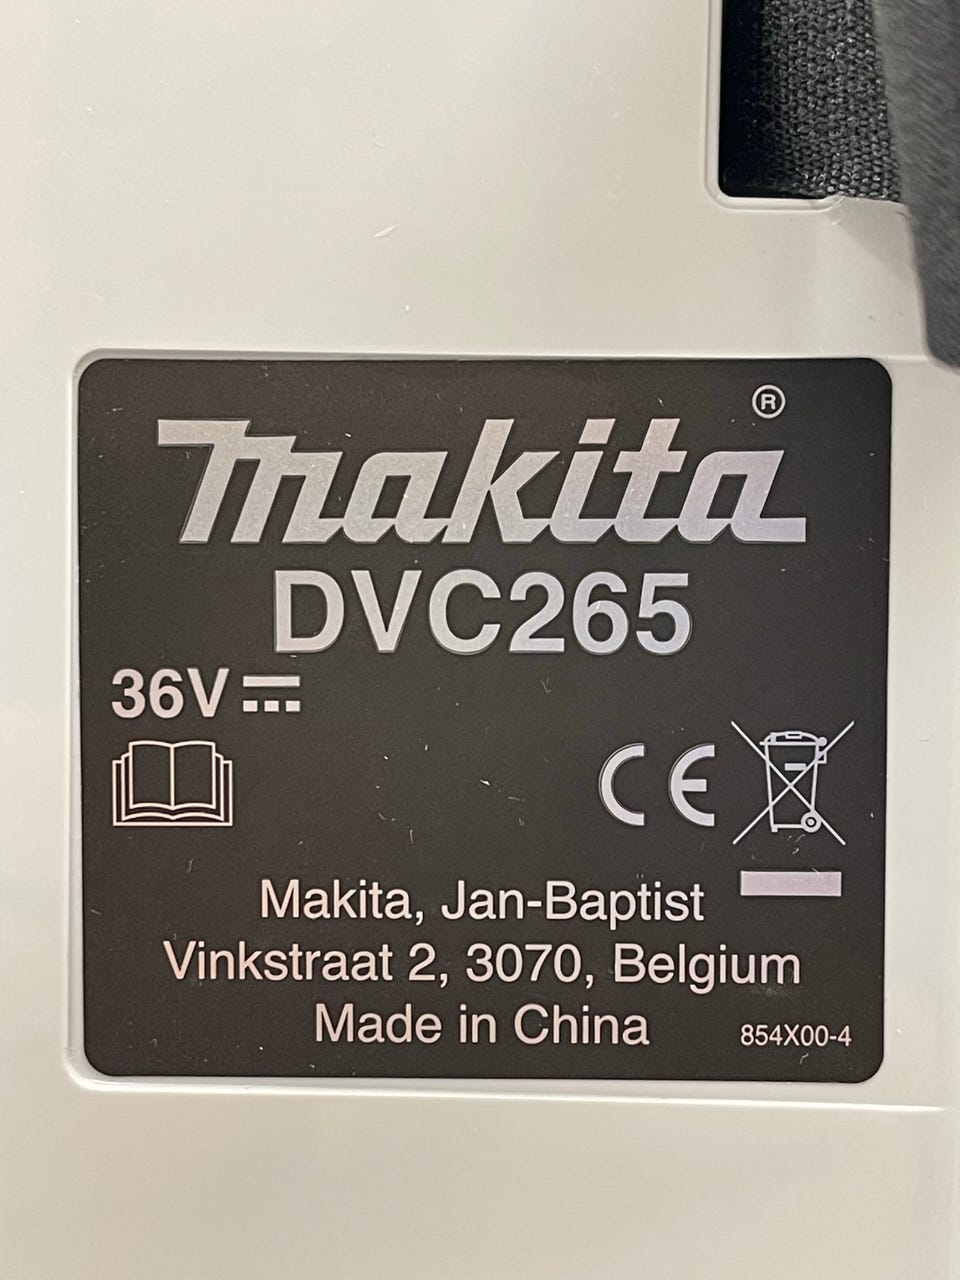 makita®
DVC265
36V
CE
Makita, Jan-Baptist
Vinkstraat 2, 3070, Belgium
Made in China
854X00-4